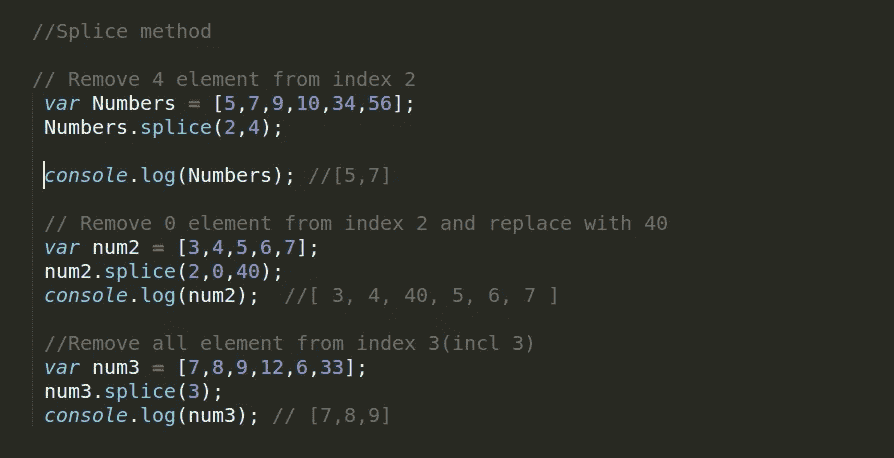 //Splice method
// Remove 4 element from index 2
var Numbers = [5,7,9,10,34,56];
Numbers.splice(2,4);
console.log(Numbers); //[5,7]
// Remove 0 element from index 2 and replace with 40
var num2 = [3,4,5,6,7];
num2.splice(2,0,40);
console.log(num2);  //[ 3, 4, 40, 5, 6, 7 ]
//Remove all element from index 3(incl 3)
var num3 = [7,8,9,12,6,33];
num3.splice(3);
console.log(num3); // [7,8,9]